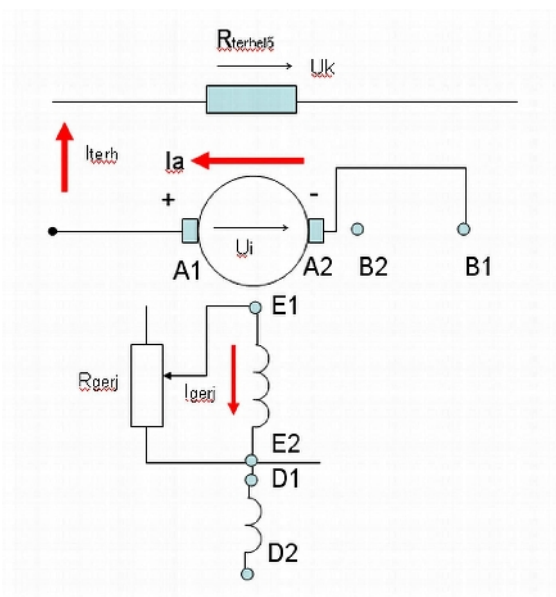 Rterhelő
Uk
Iterh
Ia
+
-
Ui
A1
A2
B2
B1
E1
Rgerj
Igerj
E2
D1
D2